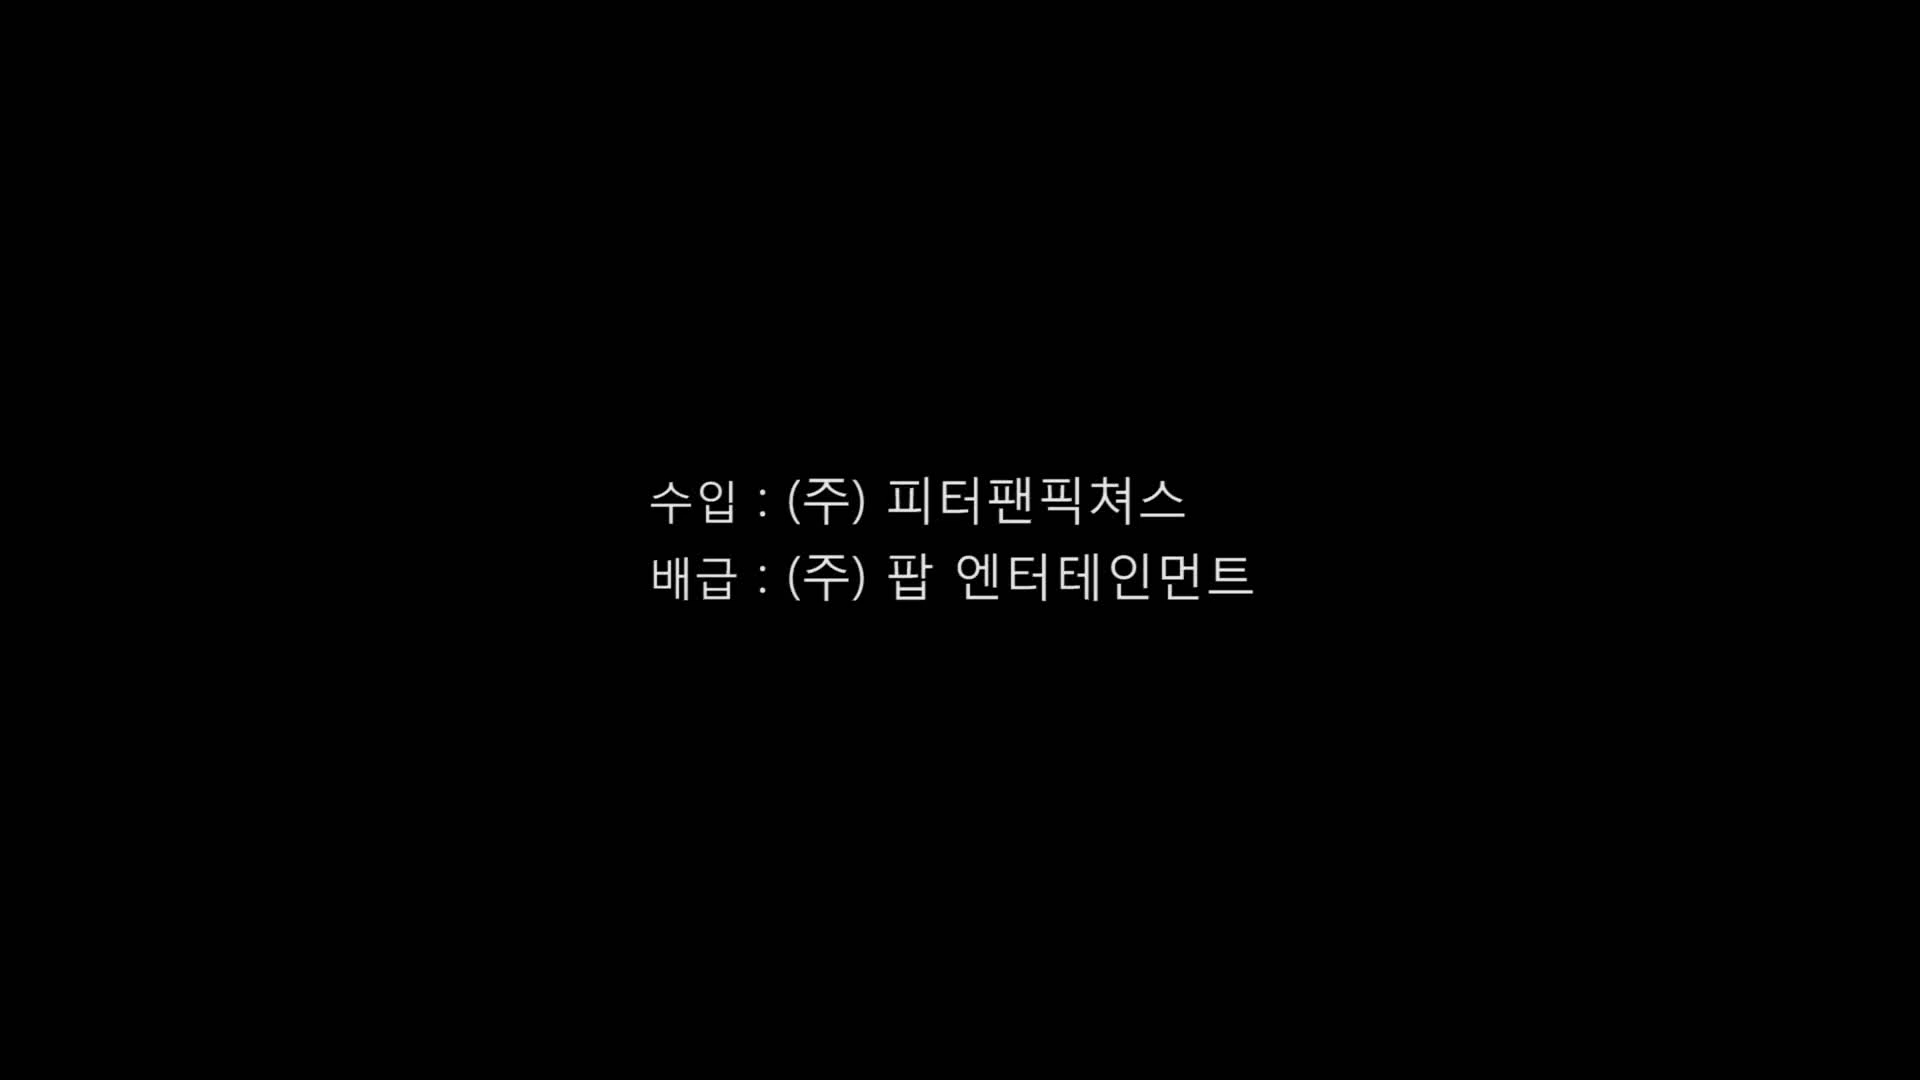 수입 : (주) 피터팬픽쳐스
배급 : (주) 팝 엔터테인먼트